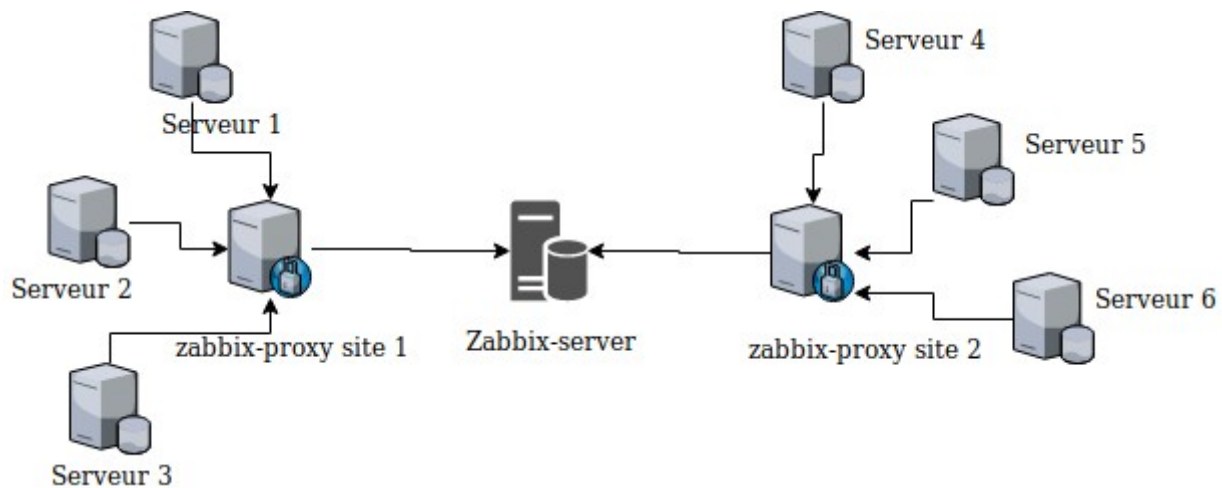 Serveur 1
Serveur 4
Serveur 5
Serveur 2
Serveur 6
zabbix-proxy site 1
Zabbix-server
zabbix-proxy site 2
Serveur 3